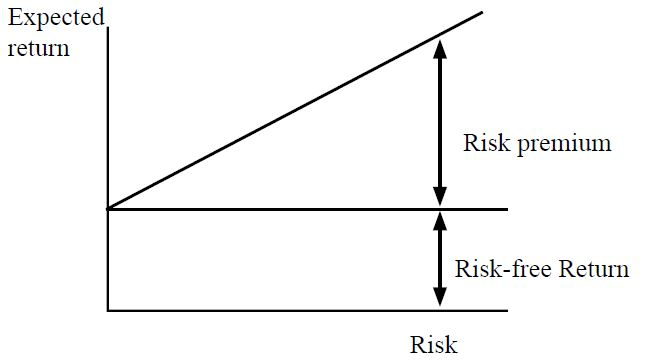 Expected
return
Risk premium
Risk-free Return
Risk